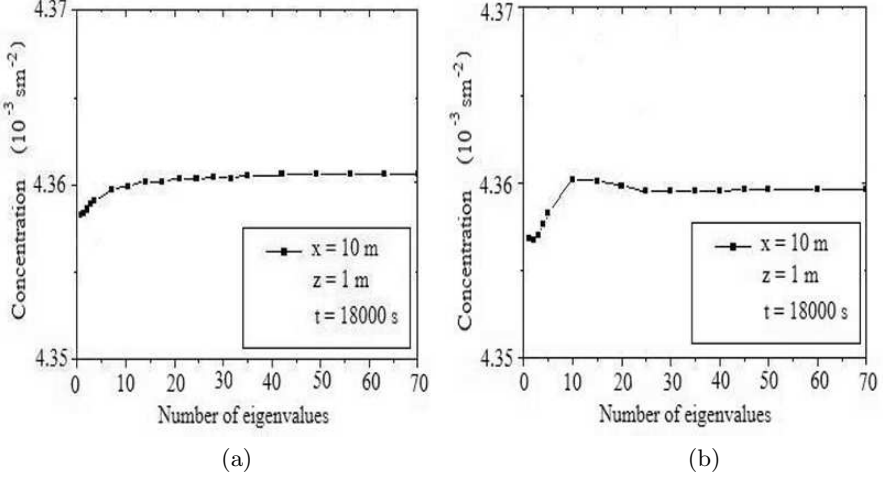 4.37
4.36
4.35
Concentration (10⁻³ sm⁻²)
x = 10 m
z = 1 m
t = 18000 s
0 10 20 30 40 50 60 70
Number of eigenvalues
(a)
4.37
4.36
4.35
Concentration (10⁻³ sm⁻²)
x = 10 m
z = 1 m
t = 18000 s
0 10 20 30 40 50 60 70
Number of eigenvalues
(b)